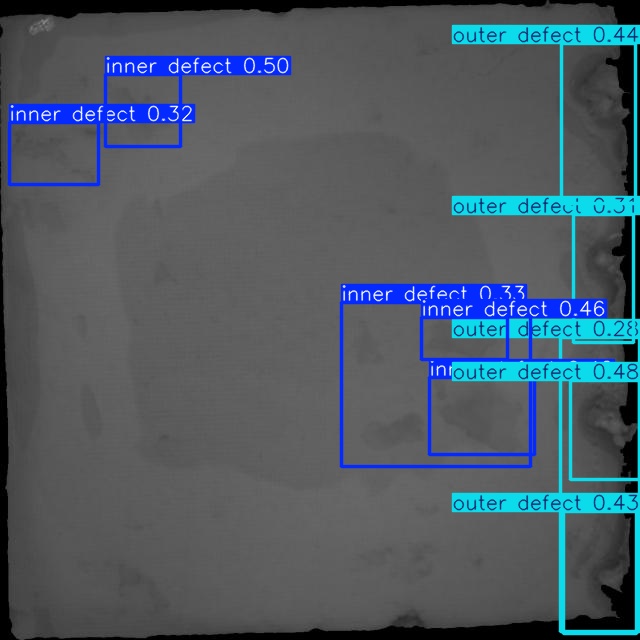 outer defect 0.44
inner defect 0.50
inner defect 0.32
outer defect 0.31
inner defect 0.33
inner defect 0.46
outer defect 0.28
outer defect 0.48
outer defect 0.43